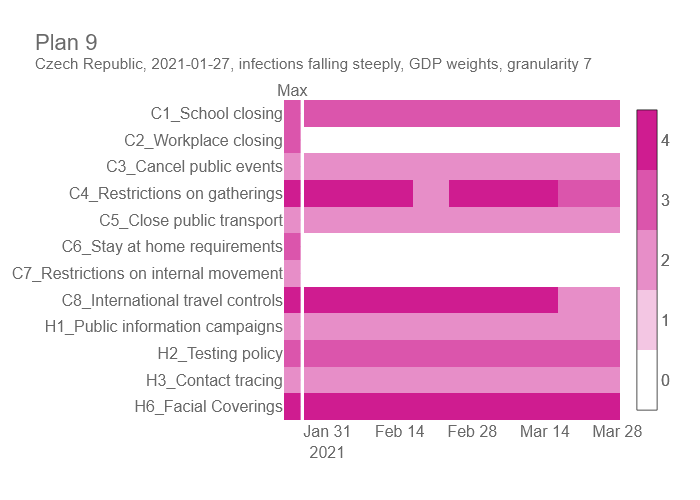 Plan 9
Czech Republic, 2021-01-27, infections falling steeply, GDP weights, granularity 7
Max
C1_School closing
C2_Workplace closing
C3_Cancel public events
C4_Restrictions on gatherings
C5_Close public transport
C6_Stay at home requirements
C7_Restrictions on internal movement
C8_International travel controls
H1_Public information campaigns
H2_Testing policy
H3_Contact tracing
H6_Facial Coverings
4
3
2
1
0
Jan 31 Feb 14 Feb 28 Mar 14 Mar 28
2021